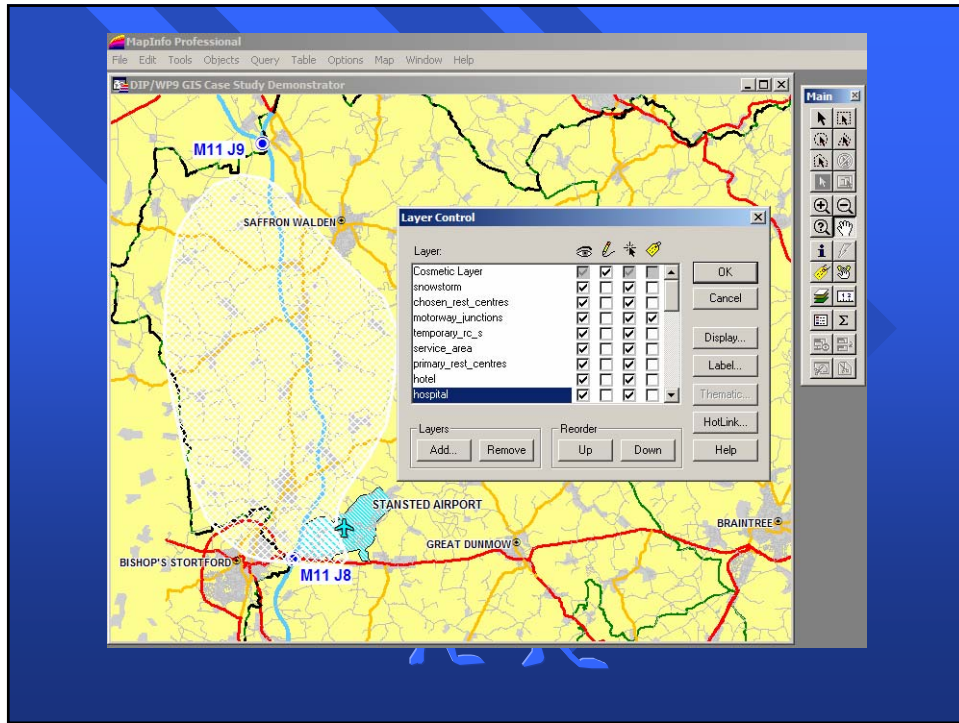 MapInfo Professional
File Edit Tools Objects Query Table Options Map Window Help
DIP/WP9 GIS Case Study Demonstrator
Main
M11 J9
SAFFRON WALDEN
Layer Control
Layer:
Cosmetic Layer
snowstorm
chosen_rest_centres
motorway_junctions
temporary_rc_s
service_area
primary_rest_centres
hotel
hospital
OK
Cancel
Display...
Label...
Thematic...
HotLink...
Help
Layers
Add... Remove
Reorder
Up Down
STANSTED AIRPORT
BRAINTREE
GREAT DUNMOW
BISHOP'S STORTFORD
M11 J8